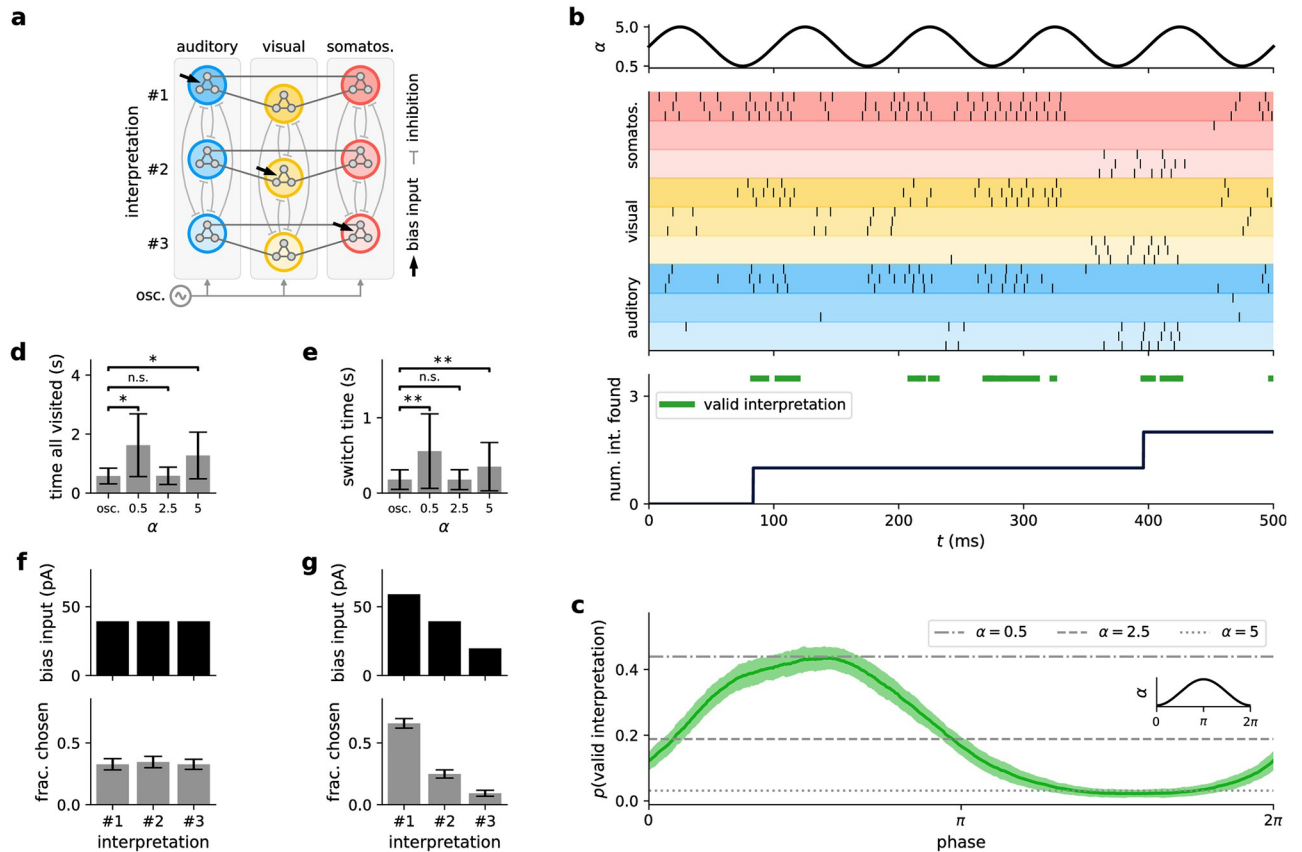 a
auditory visual somatos.
#1
#2
#3
interpretation
inhibition
bias input
osc.
b
α
5.0
0.5
somatos.
visual
auditory
num. int. found
3
0
valid interpretation
0 100 200 300 400 500
t (ms)
d
time all visited (s)
4
2
0
*
n.s.
*
osc. 0.5 2.5 5
α
e
switch time (s)
1
0
**
n.s.
**
osc. 0.5 2.5 5
α
f
bias input (pA)
50
0
frac. chosen
0.5
0.0
#1 #2 #3
interpretation
g
bias input (pA)
50
0
frac. chosen
0.5
0.0
#1 #2 #3
interpretation
c
p(valid interpretation)
0.4
0.2
0.0
α = 0.5 α = 2.5 α = 5
α
0 π 2π
0 π 2π
phase